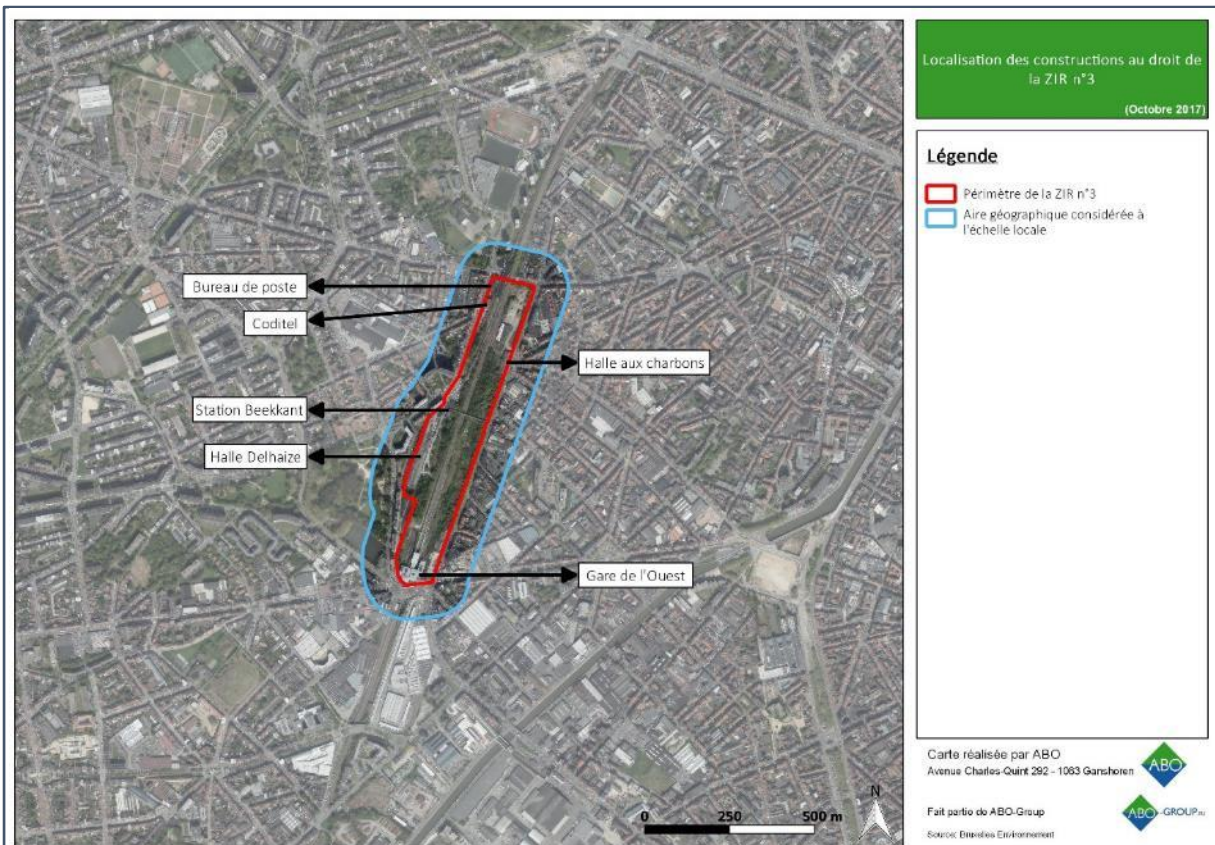 Localisation des constructions au droit de
la ZIR n°3
(Octobre 2017)
Légende
Périmètre de la ZIR n°3
Aire géographique considérée à
l'échelle locale
Bureau de poste
Coditel
Halle aux charbons
Station Beekkant
Halle Delhaize
Gare de l'Ouest
N
0 250 500 m
Carte réalisée par ABO
Avenue Charles-Quint 292 - 1083 Ganshoren
ABO
Fait partie de ABO-Group
ABO-GROUP
Source: Bruxelles Environnement